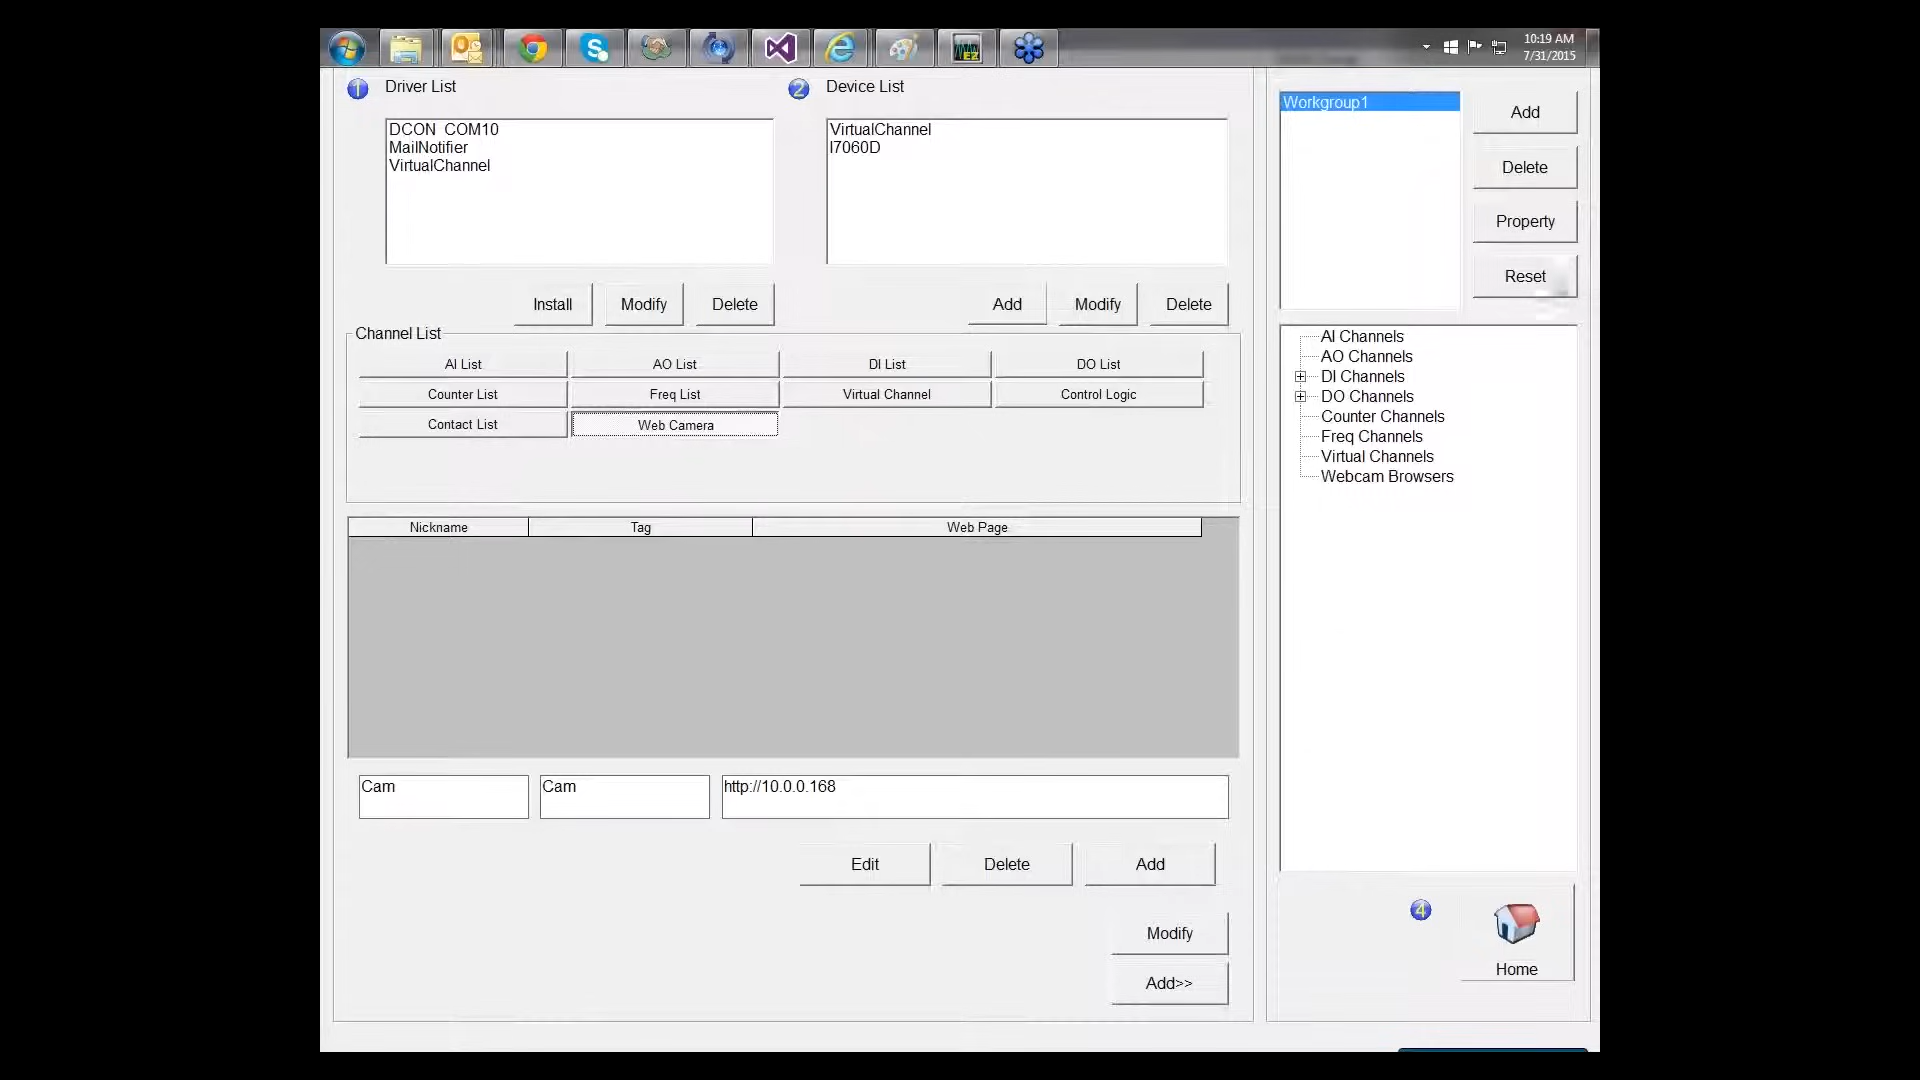 10:19 AM
7/31/2015
1
Driver List
2
Device List
DCON COM10
MailNotifier
VirtualChannel
VirtualChannel
I7060D
Install
Modify
Delete
Add
Modify
Delete
Workgroup1
Add
Delete
Property
Reset
Channel List
AI List
AO List
DI List
DO List
Counter List
Freq List
Virtual Channel
Control Logic
Contact List
Web Camera
AI Channels
AO Channels
DI Channels
DO Channels
Counter Channels
Freq Channels
Virtual Channels
Webcam Browsers
Nickname
Tag
Web Page
Cam
Cam
http://10.0.0.168
Edit
Delete
Add
Modify
Add>>
4
Home